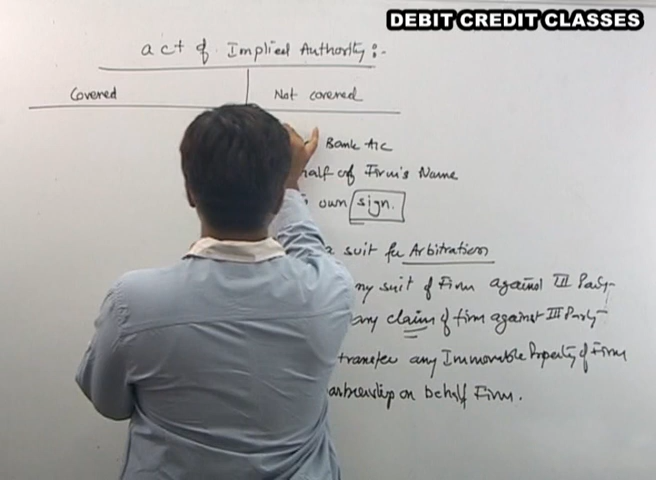 DEBIT CREDIT CLASSES
act of Implied Authority:-
Covered Not covered
Bank A/c
half of Firm's Name
own sign.
a suit for Arbitration
ny suit of Firm against III Party
any claim of firm against III Party
transfer any Immovable Property of Firm
artnership on behalf Firm.